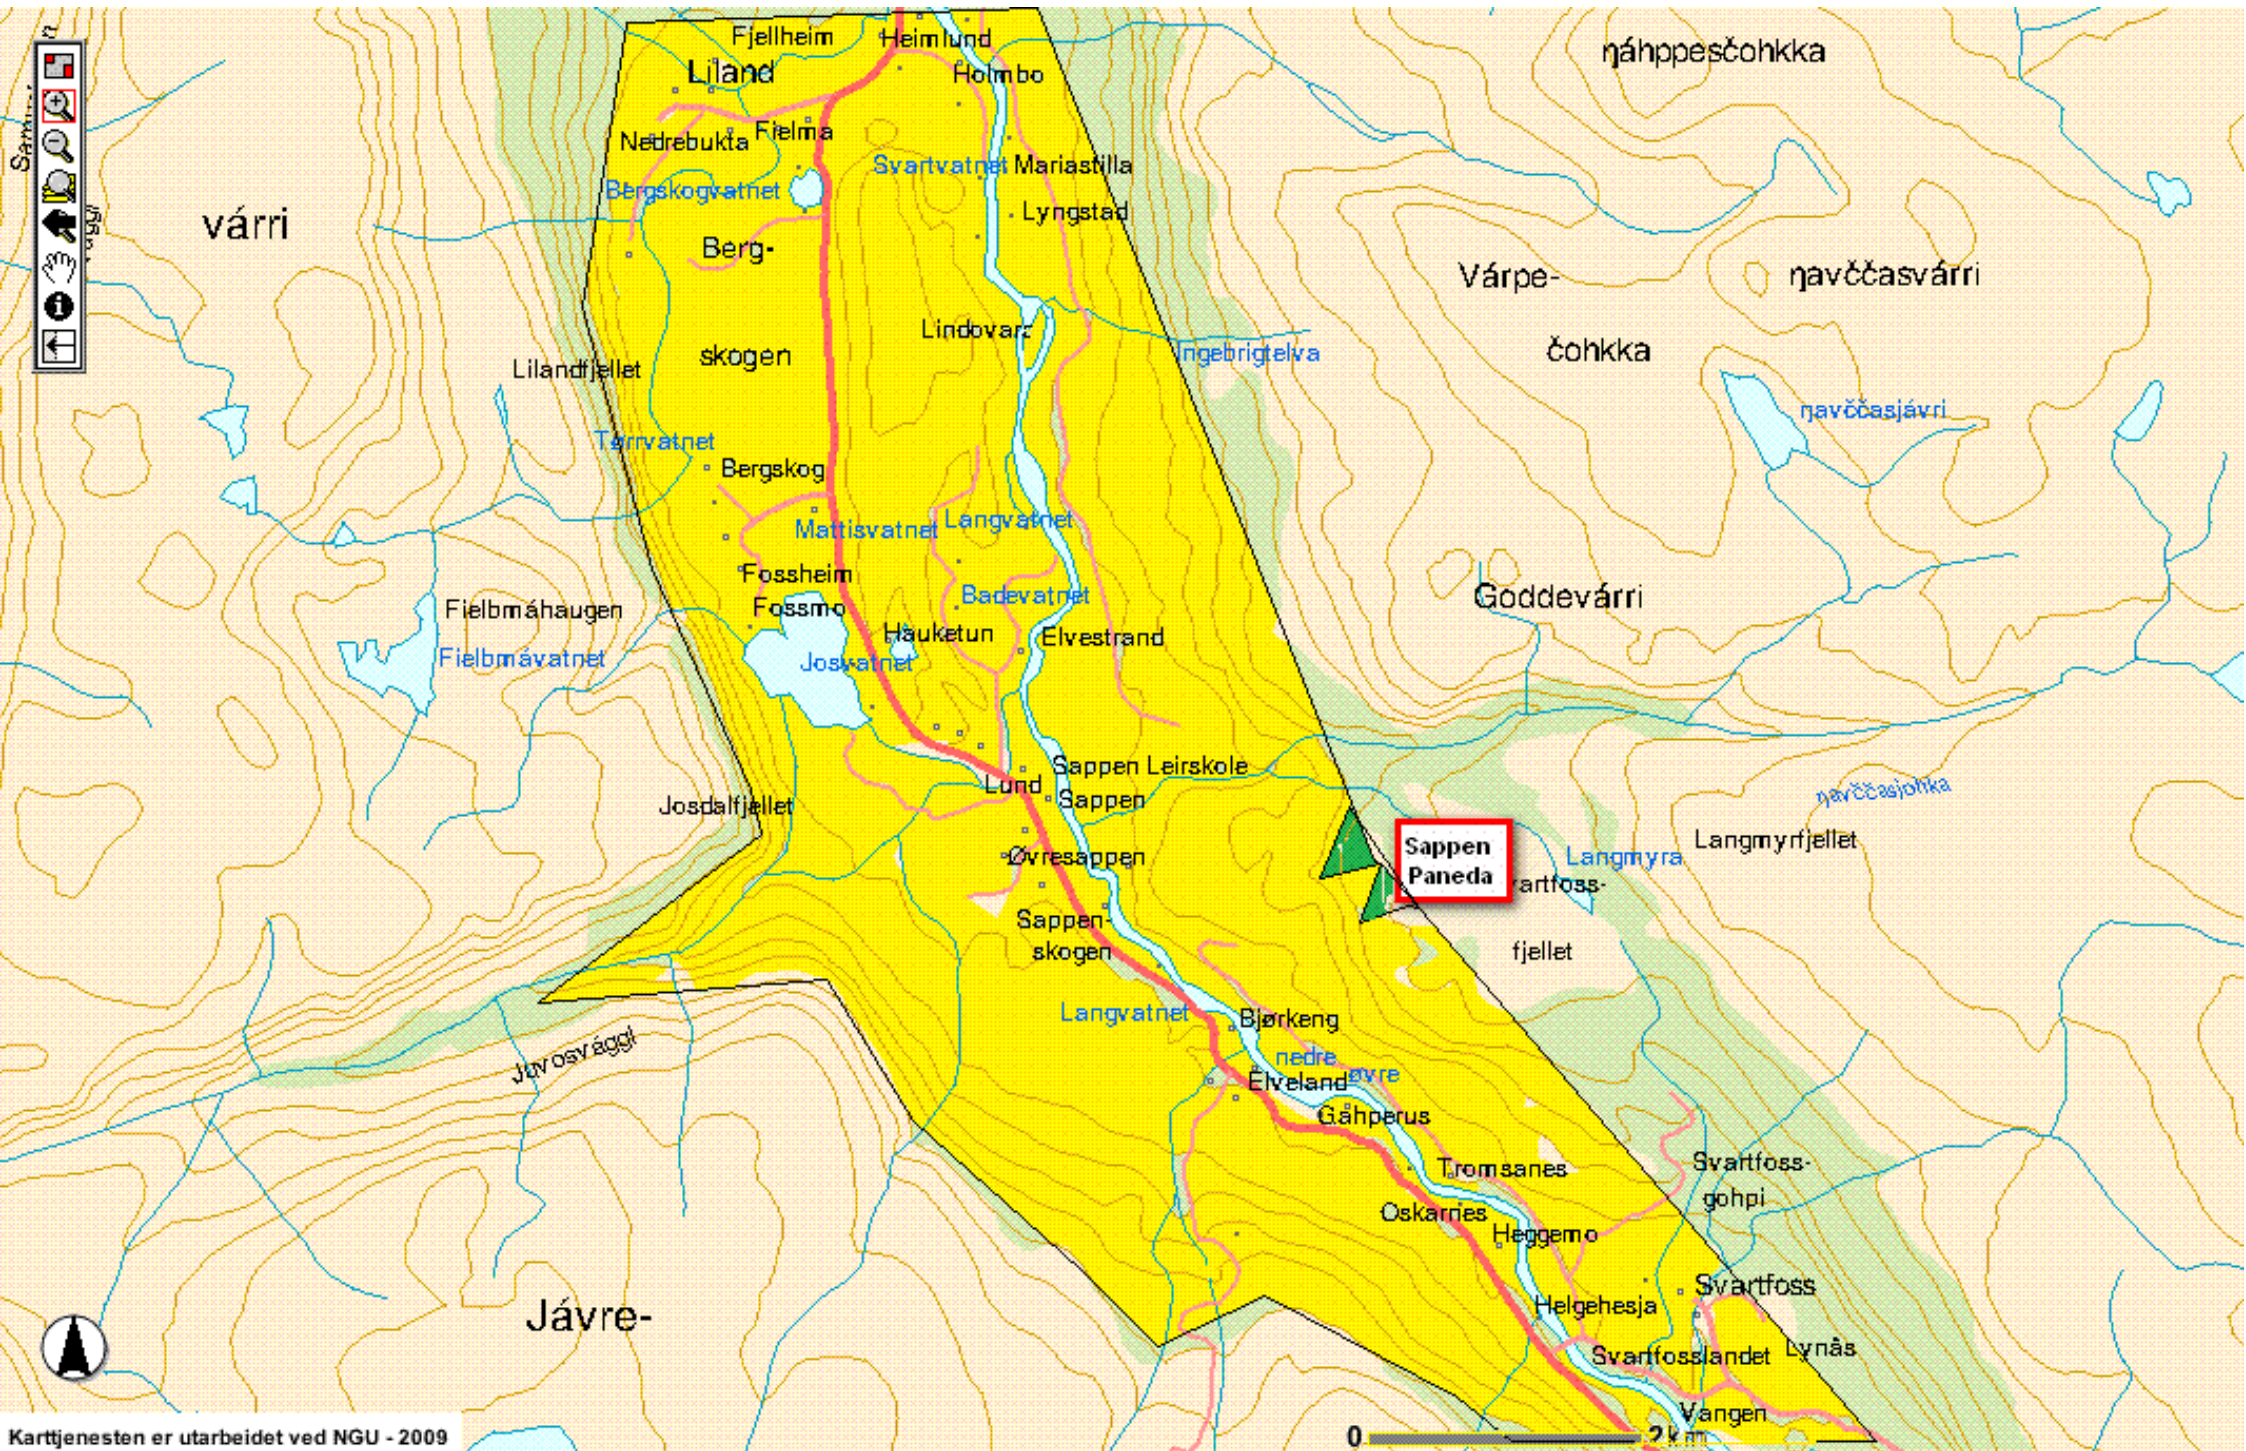 Fjellheim
Heimlund
Liland
Holmbo
ŋáhppesčohkka
Nedrebukta
Fielma
Bergskogvatnet
Svartvatnet
Mariastilla
Lyngstad
várri
Berg-
skogen
Várpe-
čohkka
ŋavččasvárri
Lindovara
Ingebrigtelva
Lilandfjellet
ŋavččasjávri
Tørrvatnet
Bergskog
Mattisvatnet
Langvatnet
Fossheim
Fossmo
Badevatnet
Goddevárri
Fielbmáhaugen
Fielbmávatnet
Hauketun
Elvestrand
Josvatnet
Sappen Leirskole
Lund
Sappen
Josdalfjellet
ŋavččasjohka
Langmyrfjellet
Øvresappen
Sappen
Paneda
Langmyra
vartfoss-
fjellet
Sappen-
skogen
Langvatnet
Bjørkeng
nedre
øvre
Elveland
Juvosvággi
Gáhperus
Tromsanes
Svartfoss-
gohpi
Oskarnes
Heggemo
Svartfoss
Helgehesja
Jávre-
Svartfosslandet
Lynås
Vangen
0
2km
Karttjenesten er utarbeidet ved NGU - 2009